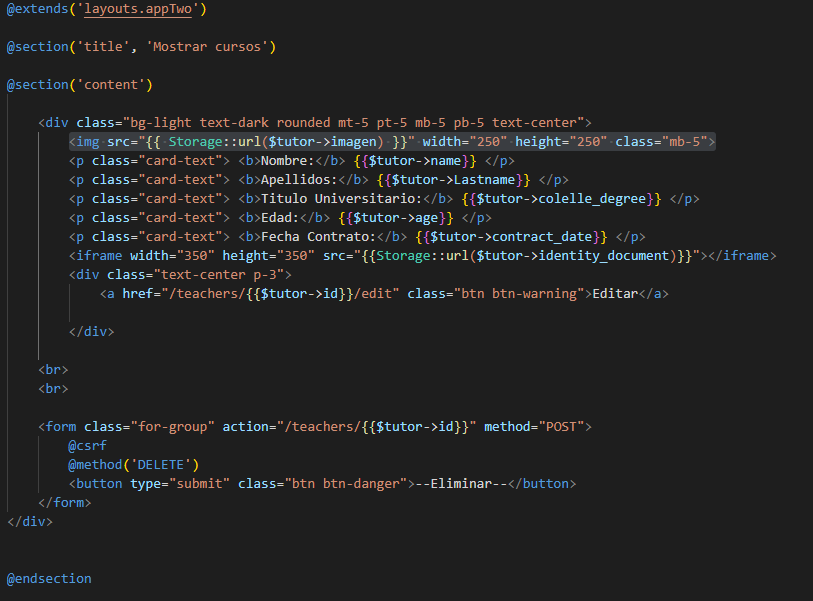 @extends('layouts.appTwo')
@section('title', 'Mostrar cursos')
@section('content')
<div class="bg-light text-dark rounded mt-5 pt-5 mb-5 pb-5 text-center">
<img src="{{ Storage::url($tutor->imagen) }}" width="250" height="250" class="mb-5">
<p class="card-text"> <b>Nombre:</b> {{$tutor->name}} </p>
<p class="card-text"> <b>Apellidos:</b> {{$tutor->Lastname}} </p>
<p class="card-text"> <b>Titulo Universitario:</b> {{$tutor->colelle_degree}} </p>
<p class="card-text"> <b>Edad:</b> {{$tutor->age}} </p>
<p class="card-text"> <b>Fecha Contrato:</b> {{$tutor->contract_date}} </p>
<iframe width="350" height="350" src="{{Storage::url($tutor->identity_document)}}"></iframe>
<div class="text-center p-3">
<a href="/teachers/{{$tutor->id}}/edit" class="btn btn-warning">Editar</a>
</div>
<br>
<br>
<form class="for-group" action="/teachers/{{$tutor->id}}" method="POST">
@csrf
@method('DELETE')
<button type="submit" class="btn btn-danger">--Eliminar--</button>
</form>
</div>
@endsection